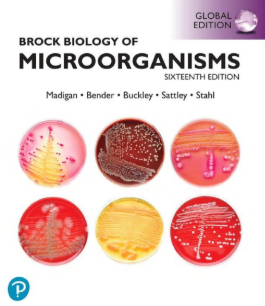 GLOBAL
EDITION
BROCK BIOLOGY OF
MICROORGANISMS
SIXTEENTH EDITION
Madigan • Bender • Buckley • Sattley • Stahl
P